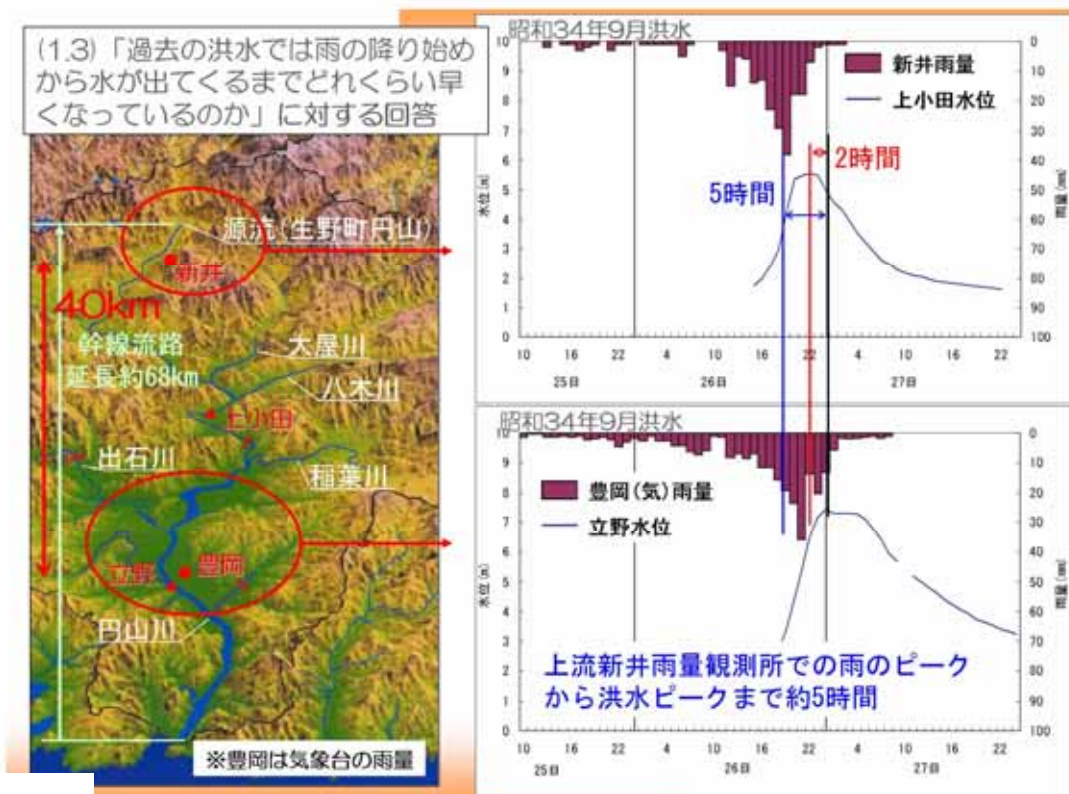 (1.3)「過去の洪水では雨の降り始め
から水が出てくるまでどれくらい早
くなっているのか」に対する回答
源流(生野町円山)
新井
40km
幹線流路
延長約68km
大屋川
八木川
上小田
出石川
稲葉川
立野
豊岡
円山川
※豊岡は気象台の雨量
昭和34年9月洪水
新井雨量
上小田水位
2時間
5時間
水位(m)
雨量(mm)
10 9 8 7 6 5 4 3 2 1 0
0 10 20 30 40 50 60 70 80 90 100
10 16 22 4 10 16 22 4 10 16 22
25日 26日 27日
昭和34年9月洪水
豊岡(気)雨量
立野水位
水位(m)
雨量(mm)
10 9 8 7 6 5 4 3 2 1 0
0 10 20 30 40 50 60 70 80 90 100
上流新井雨量観測所での雨のピーク
から洪水ピークまで約5時間
10 16 22 4 10 16 22 4 10 16 22
25日 26日 27日